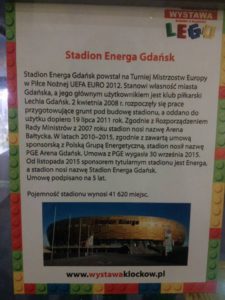 WYSTAWA
LEGO
Stadion Energa Gdańsk
Stadion Energa Gdańsk powstał na Turniej Mistrzostw Europy
w Piłce Nożnej UEFA EURO 2012. Stanowi własność miasta
Gdańska, a jego głównym użytkownikiem jest klub piłkarski
Lechia Gdańsk. 2 kwietnia 2008 r. rozpoczęły się prace
przygotowujące grunt pod budowę stadionu, a oddano do
użytku dopiero 19 lipca 2011 rok. Zgodnie z Rozporządzeniem
Rady Ministrów z 2007 roku stadion nosi nazwę Arena
Bałtycka. W latach 2010-2015, zgodnie z zawartą umową
sponsorską z Polską Grupą Energetyczną, stadion nosił nazwę
PGE Arena Gdańsk. Umowa z PGE wygasła 30 września 2015.
Od listopada 2015 sponsorem tytularnym stadionu jest Energa,
a stadion nosi nazwę Stadion Energa Gdańsk.
Umowę podpisano na 5 lat.
Pojemność stadionu wynosi 41 620 miejsc.
www.wystawaklockow.pl